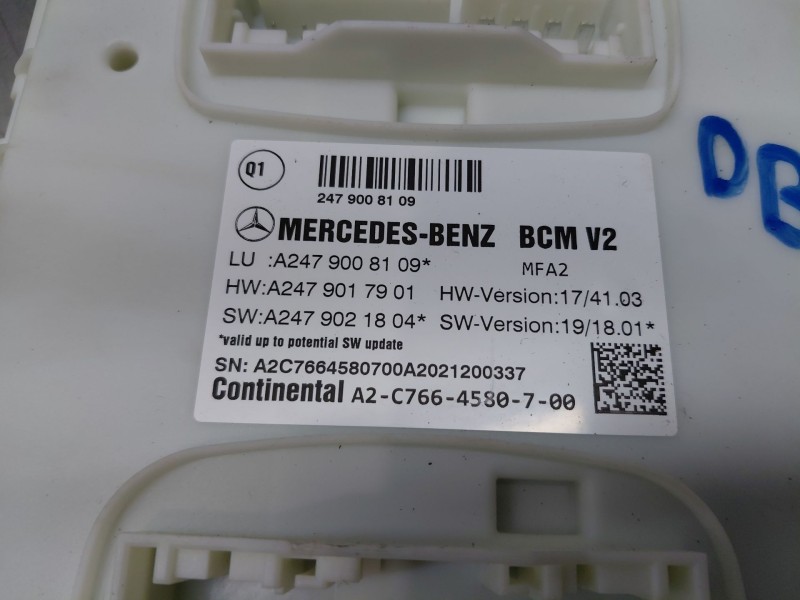 Q1
247 900 81 09
MERCEDES-BENZ BCM V2
LU :A247 900 81 09* MFA2
HW:A247 901 79 01 HW-Version:17/41.03
SW:A247 902 18 04* SW-Version:19/18.01*
*valid up to potential SW update
SN: A2C7664580700A2021200337
Continental A2-C766-4580-7-00
DB